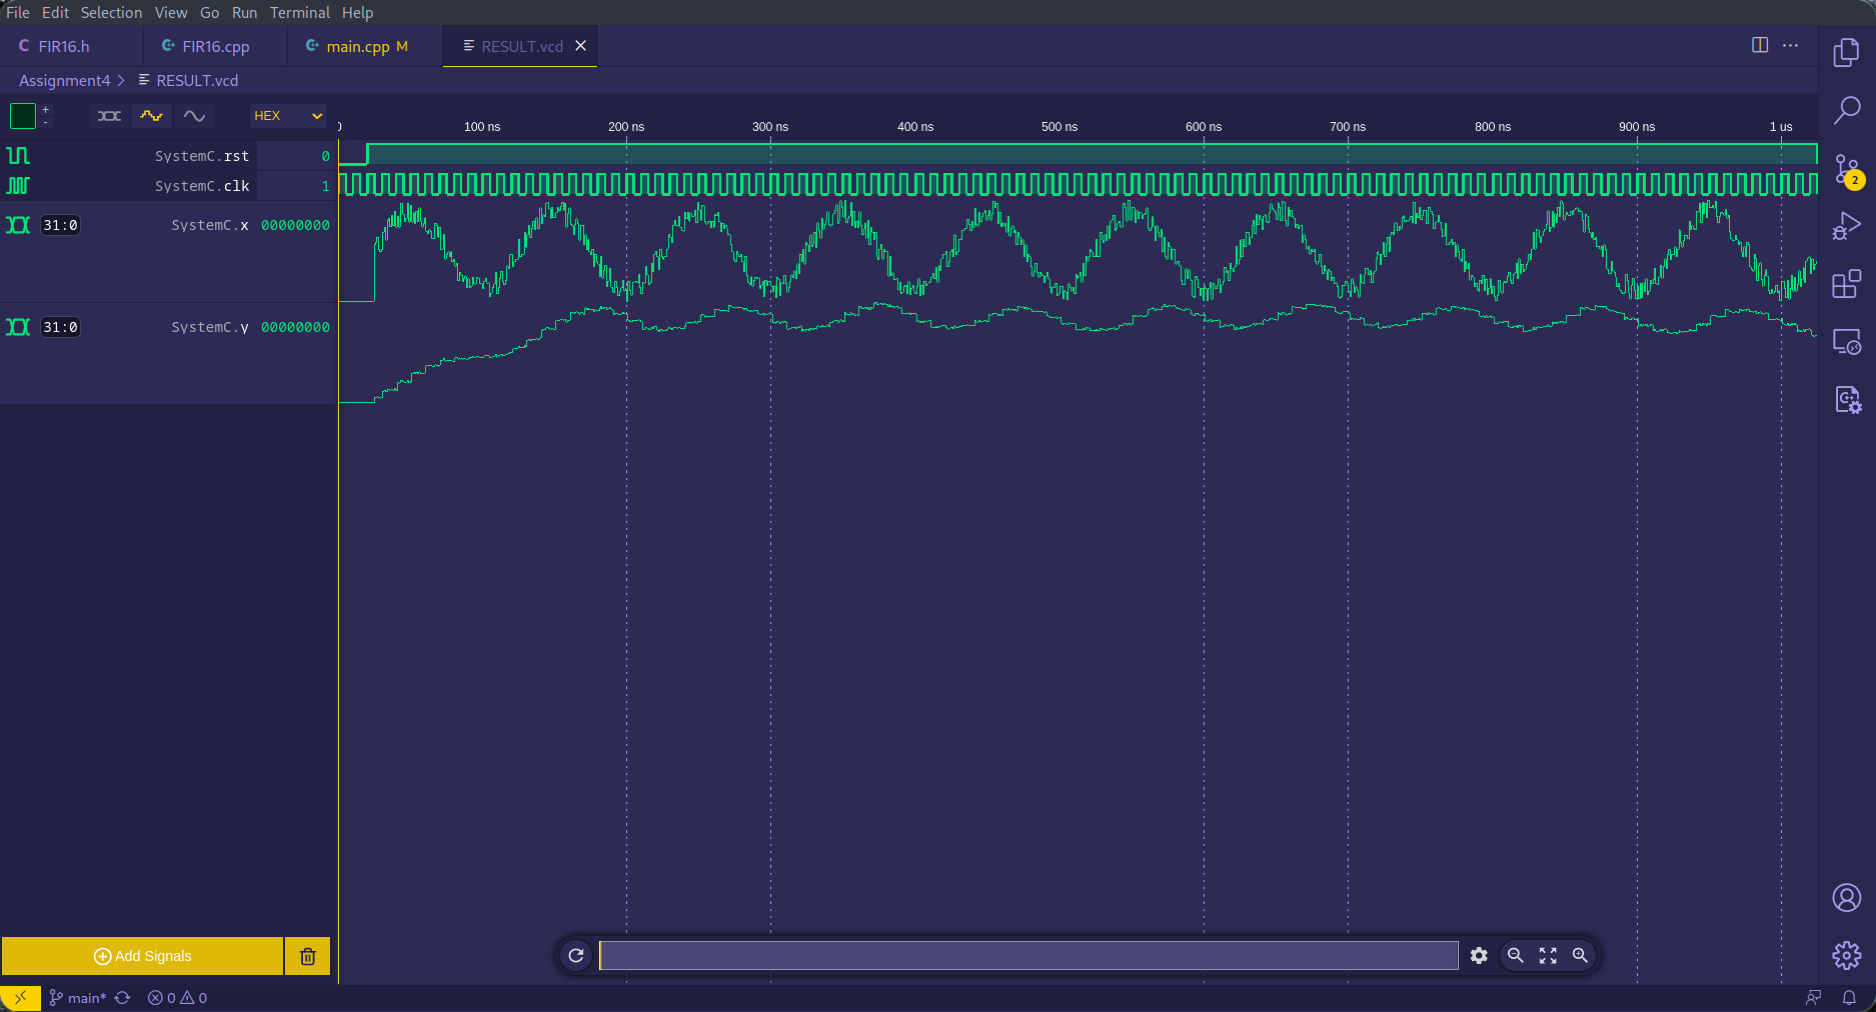 File Edit Selection View Go Run Terminal Help
C FIR16.h FIR16.cpp main.cpp M RESULT.vcd
Assignment4 > RESULT.vcd
+
-
HEX
0 100 ns 200 ns 300 ns 400 ns 500 ns 600 ns 700 ns 800 ns 900 ns 1 us
SystemC.rst 0
SystemC.clk 1
2
31:0 SystemC.x 00000000
31:0 SystemC.y 00000000
Add Signals
main* 0 0